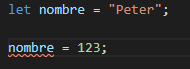 let nombre = "Peter";
nombre = 123;